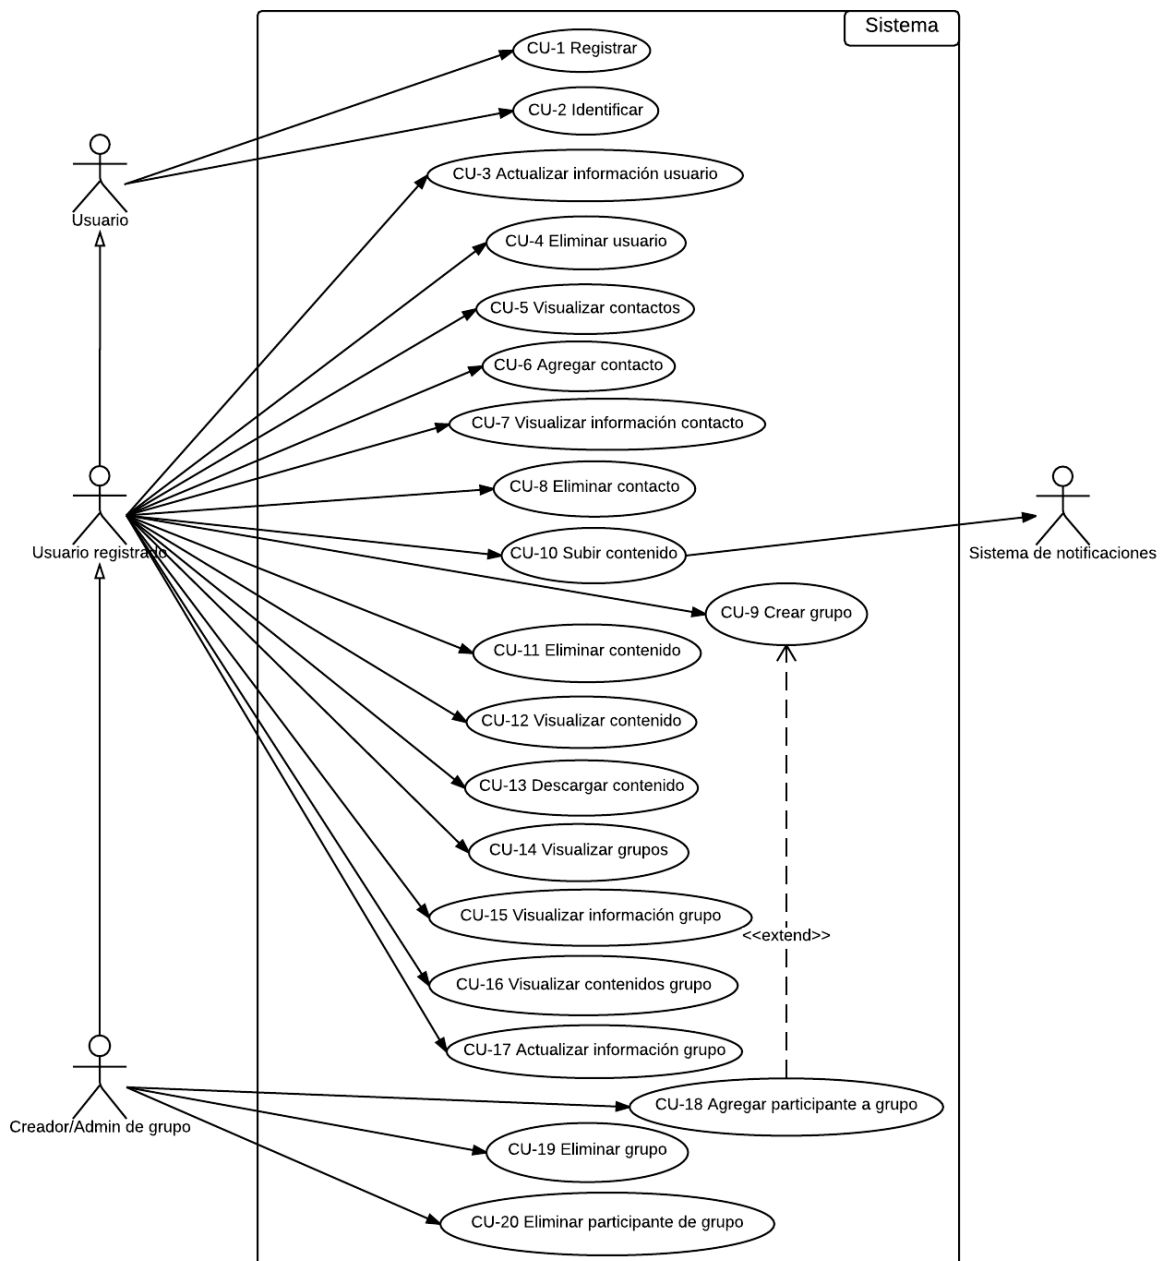 Sistema
CU-1 Registrar
CU-2 Identificar
CU-3 Actualizar información usuario
Usuario
CU-4 Eliminar usuario
CU-5 Visualizar contactos
CU-6 Agregar contacto
CU-7 Visualizar información contacto
CU-8 Eliminar contacto
Usuario registrado
CU-10 Subir contenido
Sistema de notificaciones
CU-9 Crear grupo
CU-11 Eliminar contenido
CU-12 Visualizar contenido
CU-13 Descargar contenido
CU-14 Visualizar grupos
CU-15 Visualizar información grupo
<<extend>>
CU-16 Visualizar contenidos grupo
CU-17 Actualizar información grupo
CU-18 Agregar participante a grupo
Creador/Admin de grupo
CU-19 Eliminar grupo
CU-20 Eliminar participante de grupo